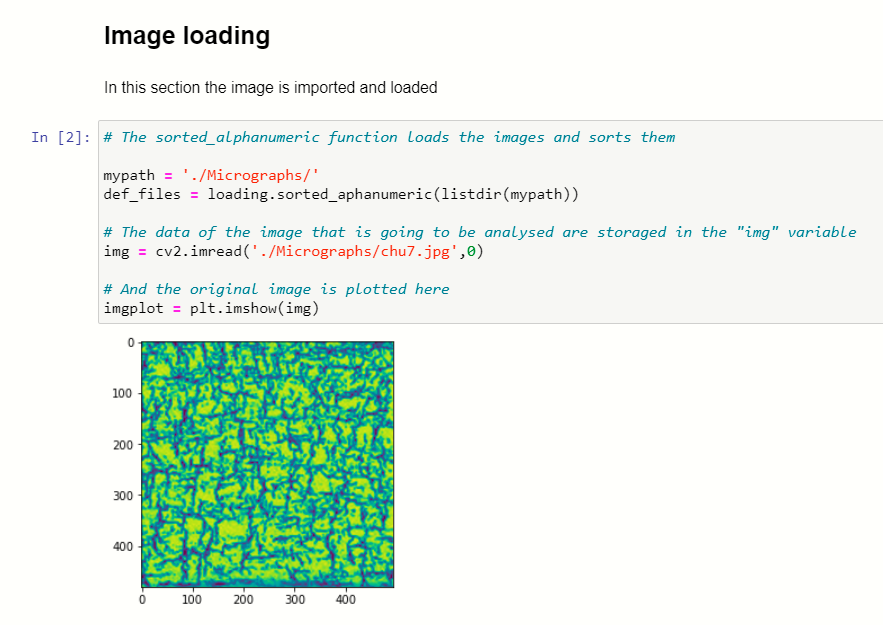 Image loading
In this section the image is imported and loaded
In [2]: # The sorted_alphanumeric function loads the images and sorts them
mypath = './Micrographs/'
def_files = loading.sorted_aphanumeric(listdir(mypath))
# The data of the image that is going to be analysed are storaged in the "img" variable
img = cv2.imread('./Micrographs/chu7.jpg',0)
# And the original image is plotted here
imgplot = plt.imshow(img)
0
100
200
300
400
0 100 200 300 400